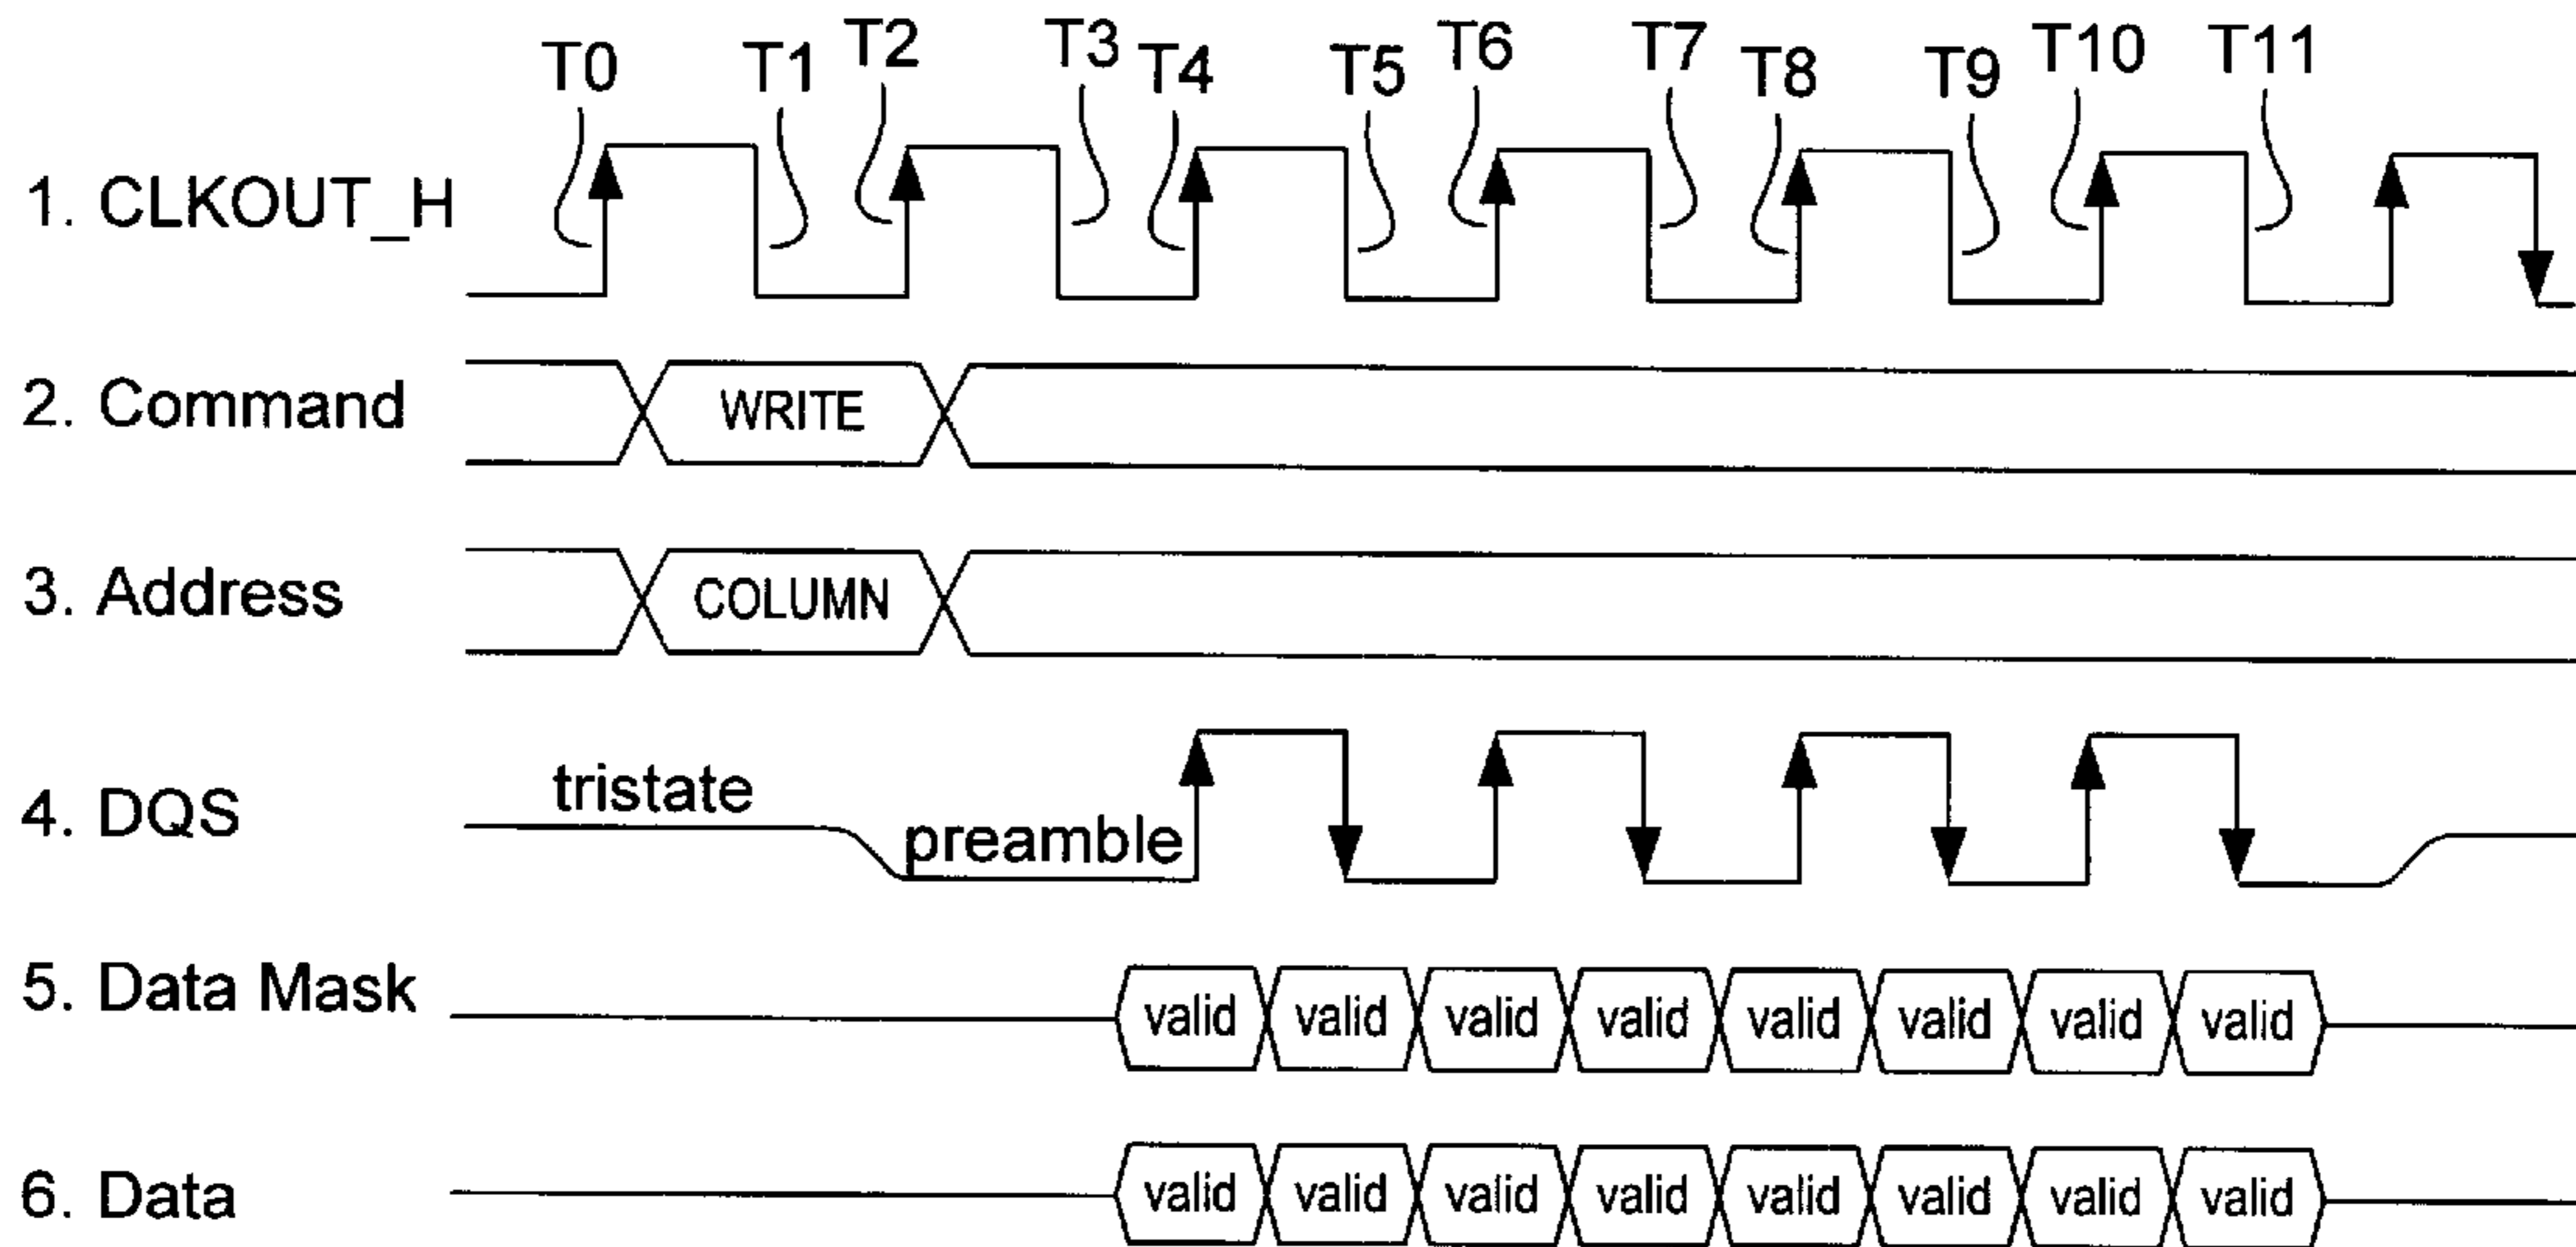 T0 T1 T2 T3 T4 T5 T6 T7 T8 T9 T10 T11
1. CLKOUT_H
2. Command WRITE
3. Address COLUMN
4. DQS tristate preamble
5. Data Mask valid valid valid valid valid valid valid valid
6. Data valid valid valid valid valid valid valid valid